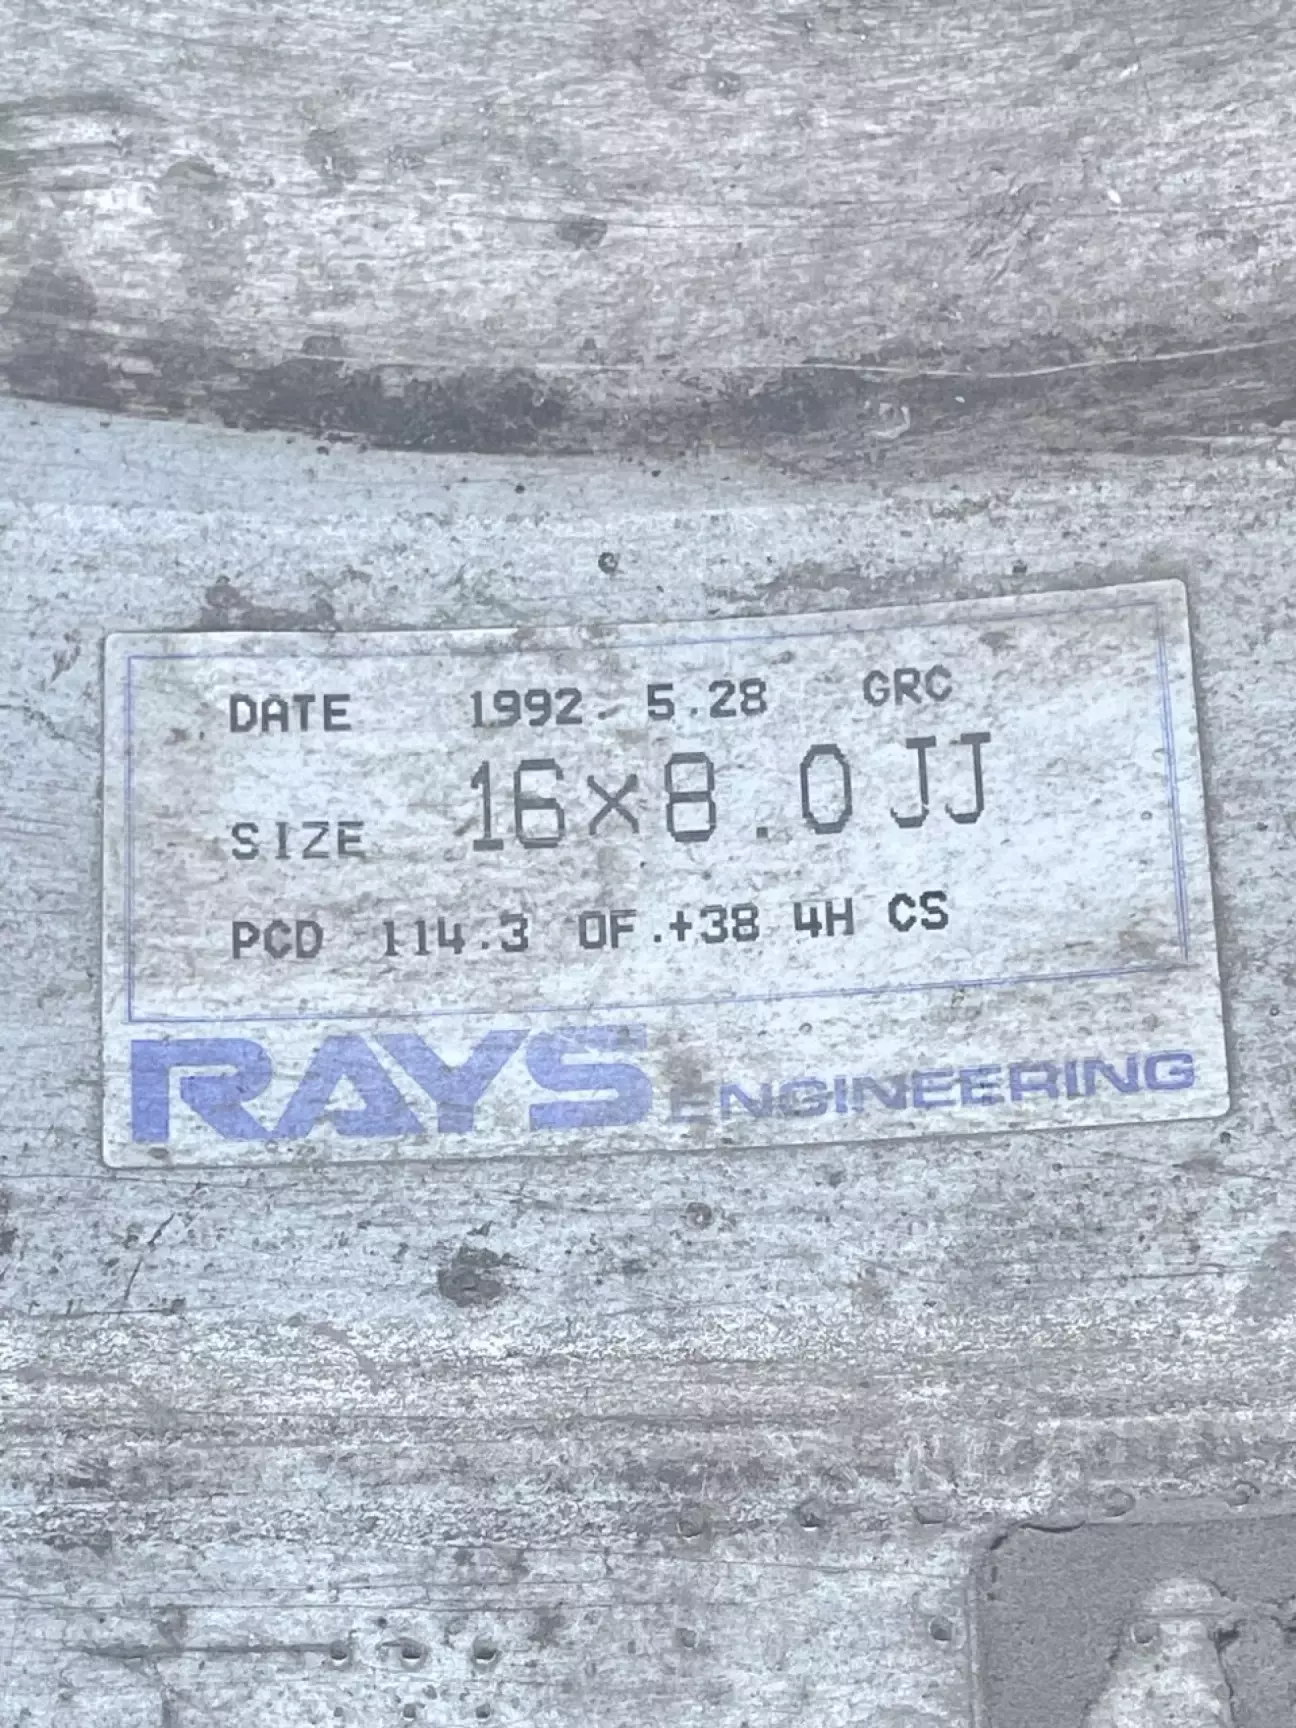 DATE 1992. 5.28 GRC
SIZE 16×8.0JJ
PCD 114.3 OF.+38 4H CS
RAYS ENGINEERING